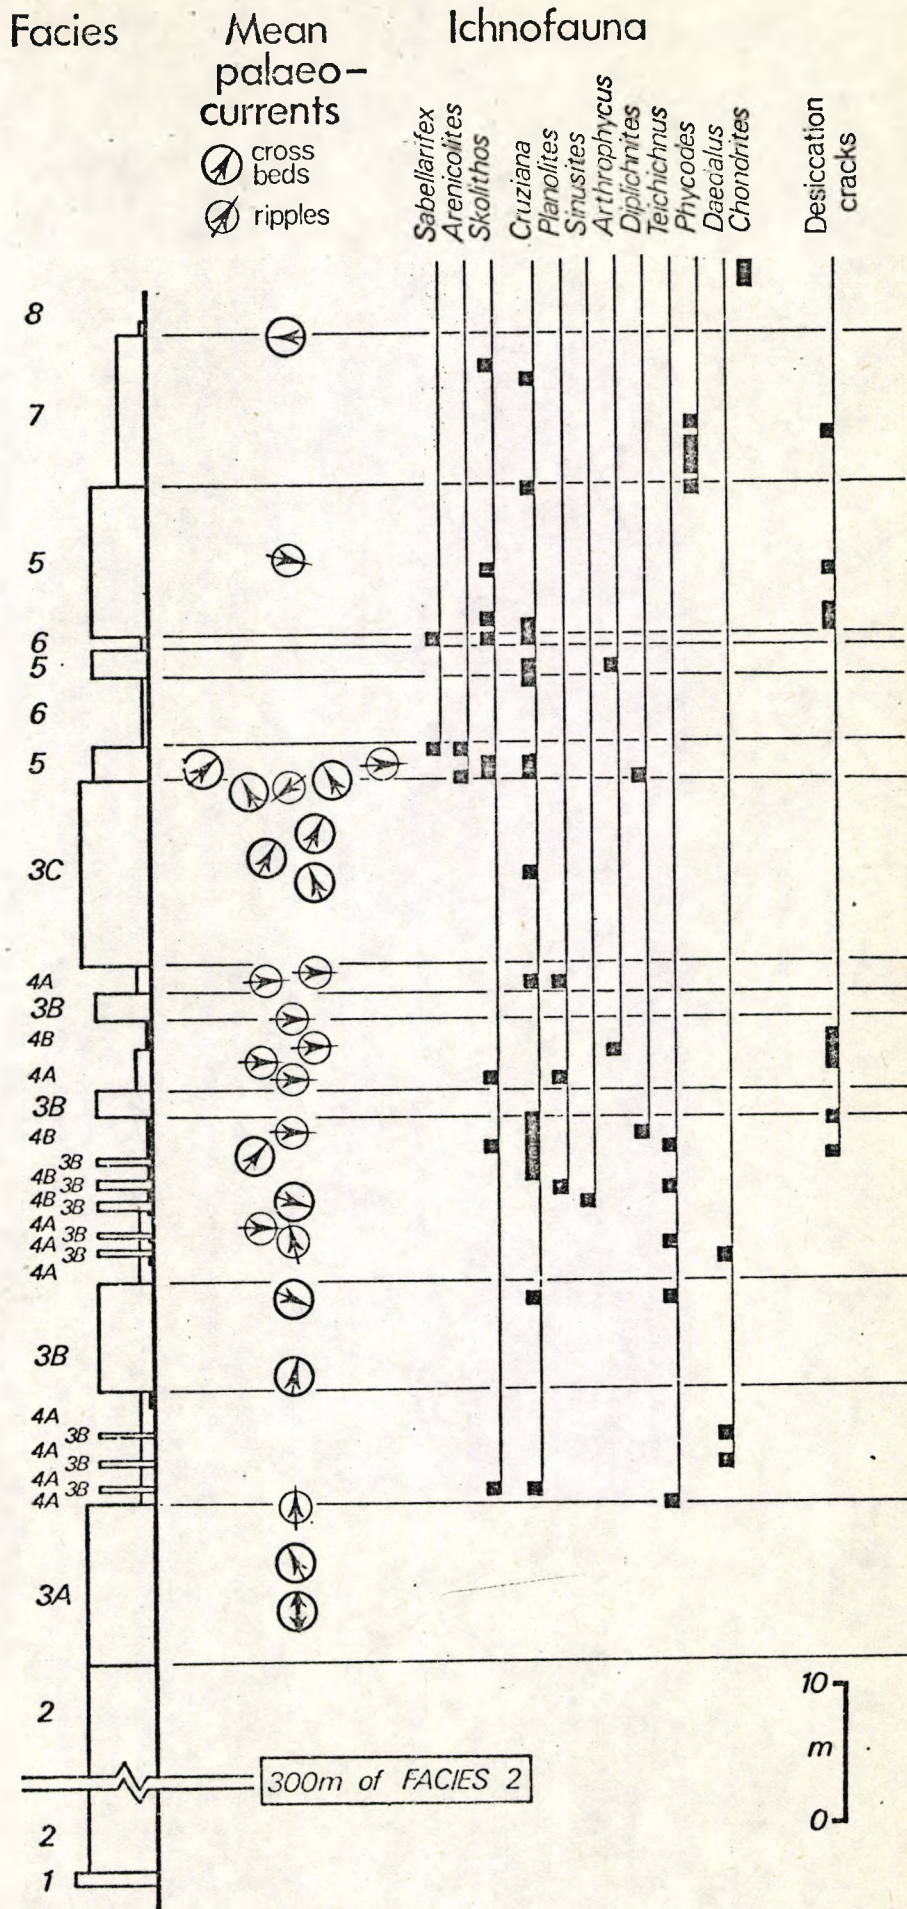 Facies
Mean
palaeo-
currents
cross
beds
ripples
Ichnofauna
Sabellarifex
Arenicolites
Skolithos
Cruziana
Planolites
Sinusites
Arthrophycus
Diplichnites
Teichichnus
Phycodes
Daedalus
Chondrites
Desiccation
cracks
8
7
5
6
5
6
5
3C
4A
3B
4B
4A
3B
4B
3B
4B
3B
4B
3B
4A
3B
4A
3B
4A
3B
4A
3B
4A
3B
4A
3B
4A
3A
2
300m of FACIES 2
2
1
10
m
0